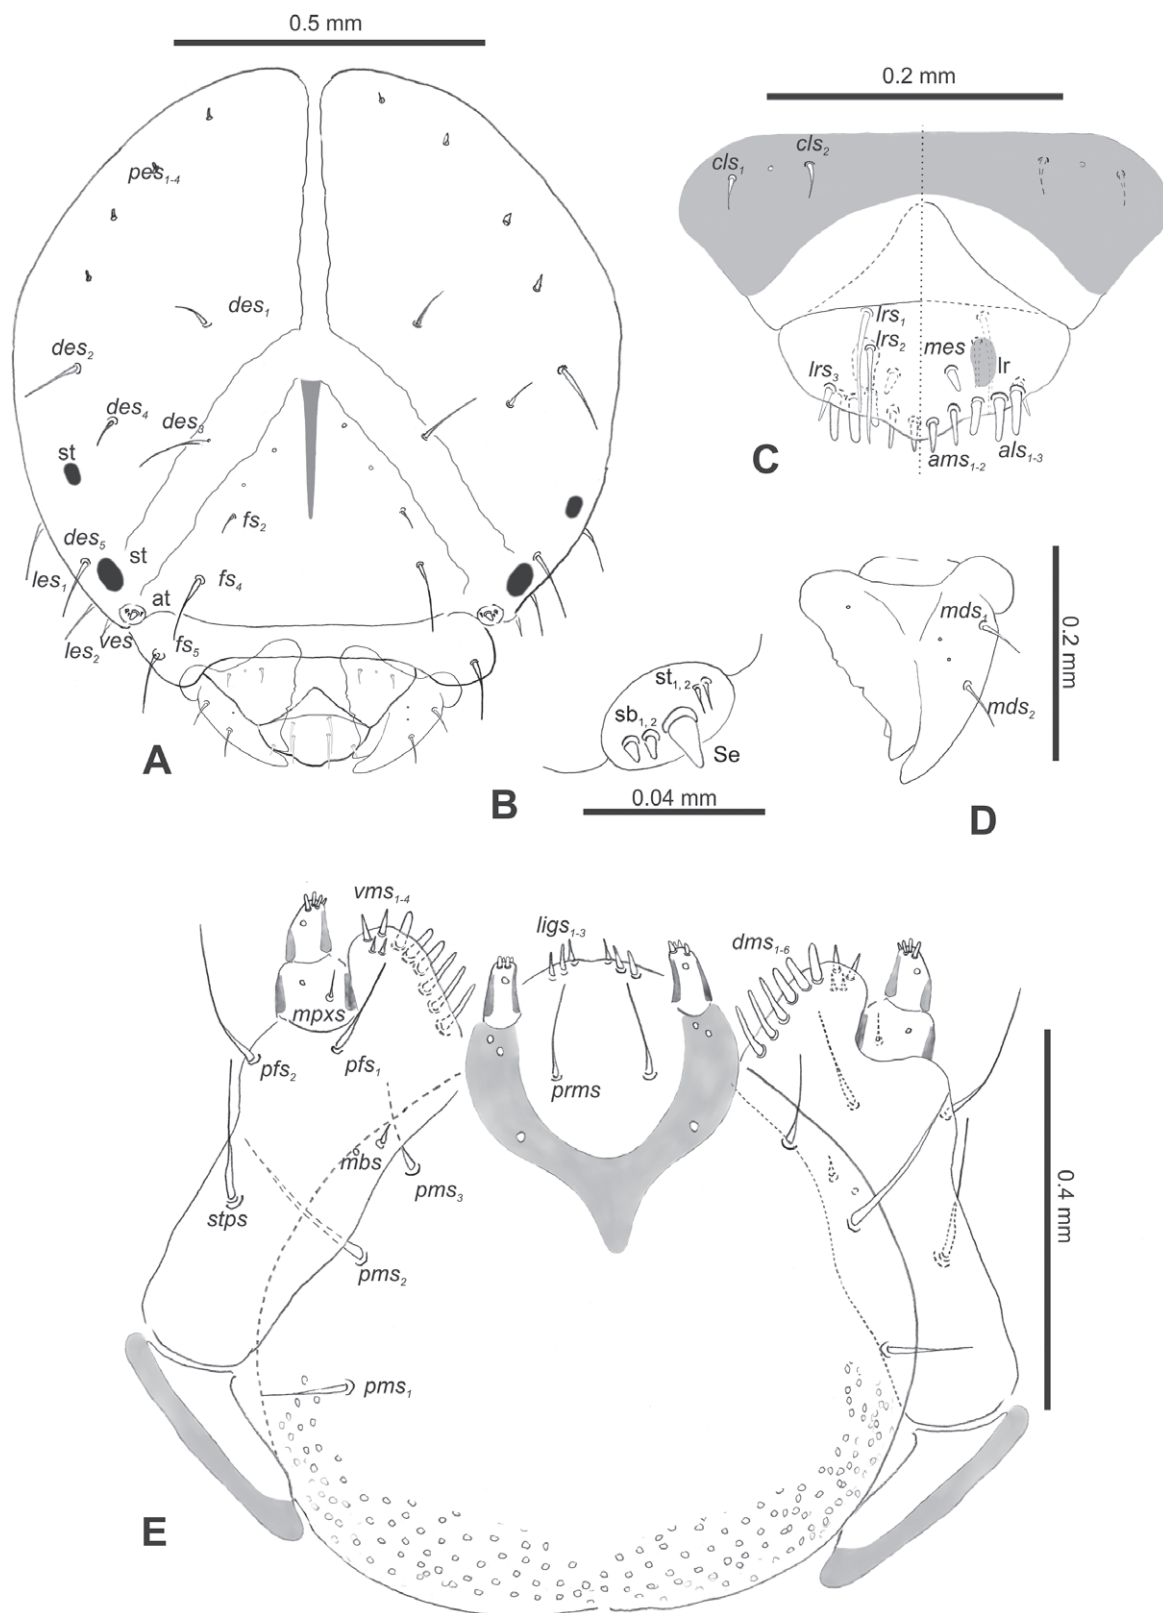 0.5 mm
pes1-4
des1
des2
des4
des3
st
fs2
des5
st
les1
fs4
at
ves
les2
fs5
A
0.2 mm
cls1
cls2
lrs1
lrs2
mes
lr
lrs3
ams1-2
als1-3
C
st1, 2
sb1, 2
Se
B
0.04 mm
mds1
mds2
0.2 mm
D
vms1-4
ligs1-3
dms1-6
mpxs
pfs2
pfs1
prms
mbs
pms3
stps
pms2
pms1
0.4 mm
E